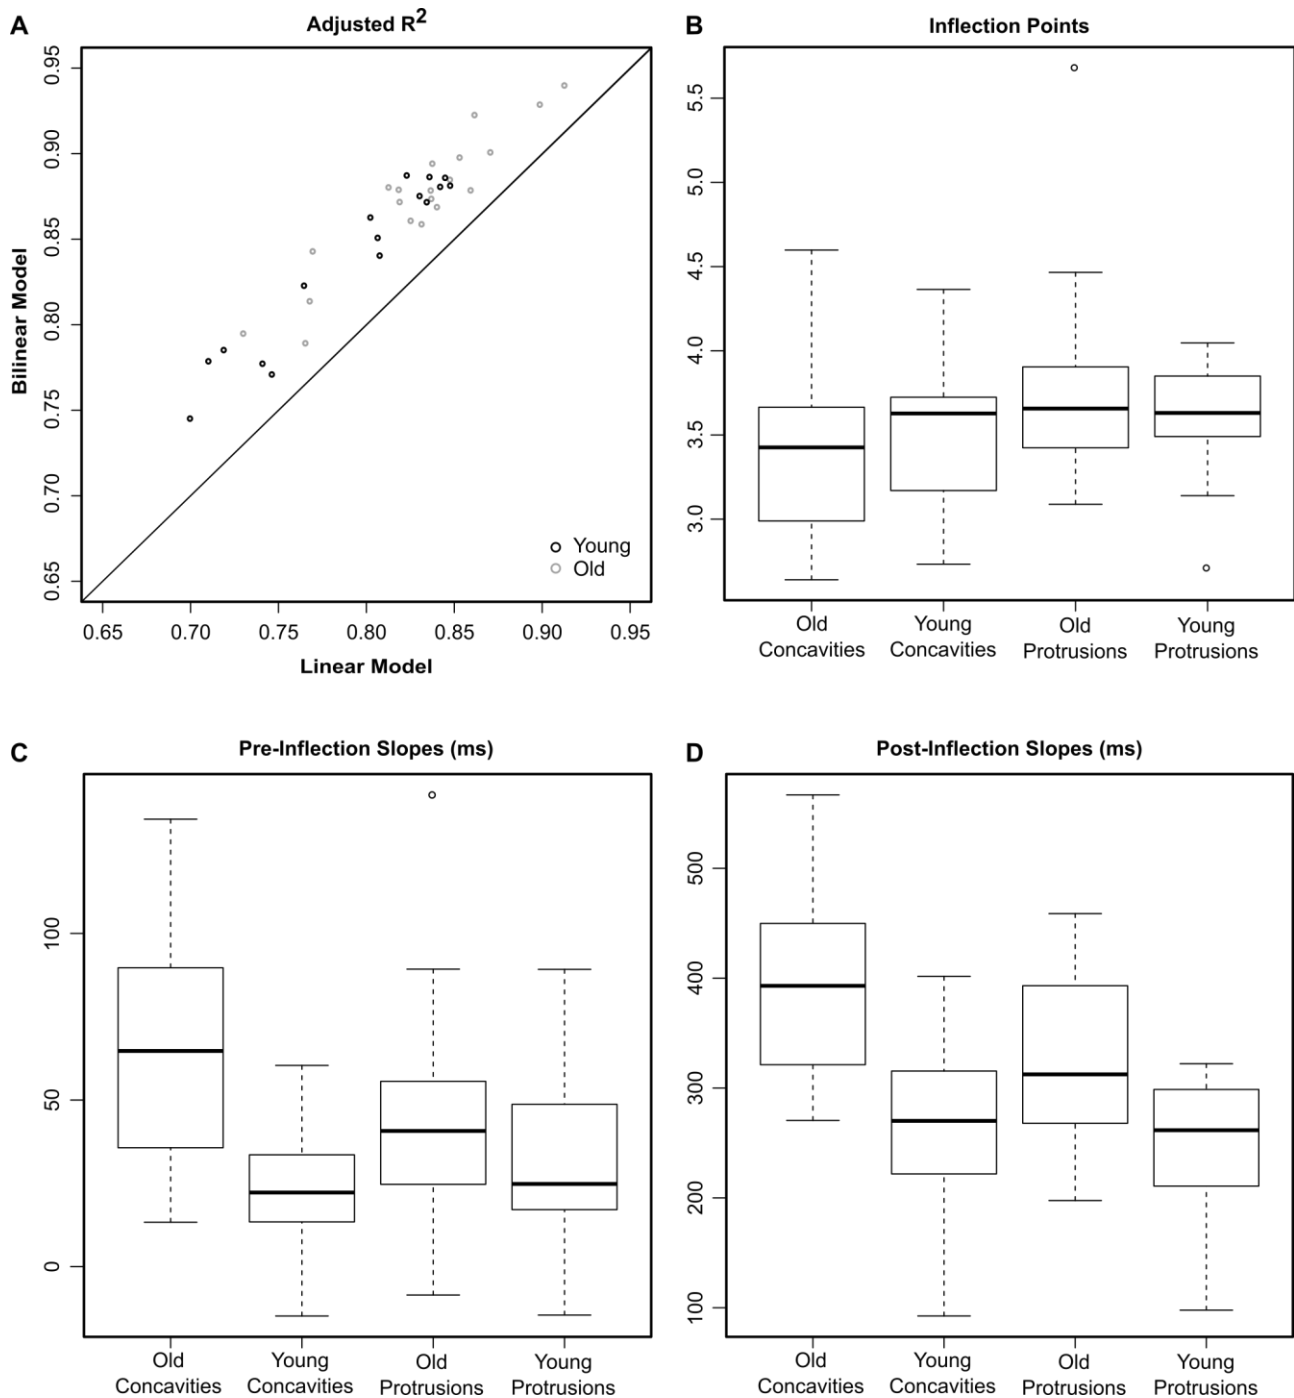 A
Adjusted R²
0.95
0.90
0.85
0.80
0.75
0.70
0.65
Bilinear Model
Young
Old
0.65 0.70 0.75 0.80 0.85 0.90 0.95
Linear Model
B
Inflection Points
5.5
5.0
4.5
4.0
3.5
3.0
Old Young Old Young
Concavities Concavities Protrusions Protrusions
C
Pre-Inflection Slopes (ms)
100
50
0
Old Young Old Young
Concavities Concavities Protrusions Protrusions
D
Post-Inflection Slopes (ms)
500
400
300
200
100
Old Young Old Young
Concavities Concavities Protrusions Protrusions